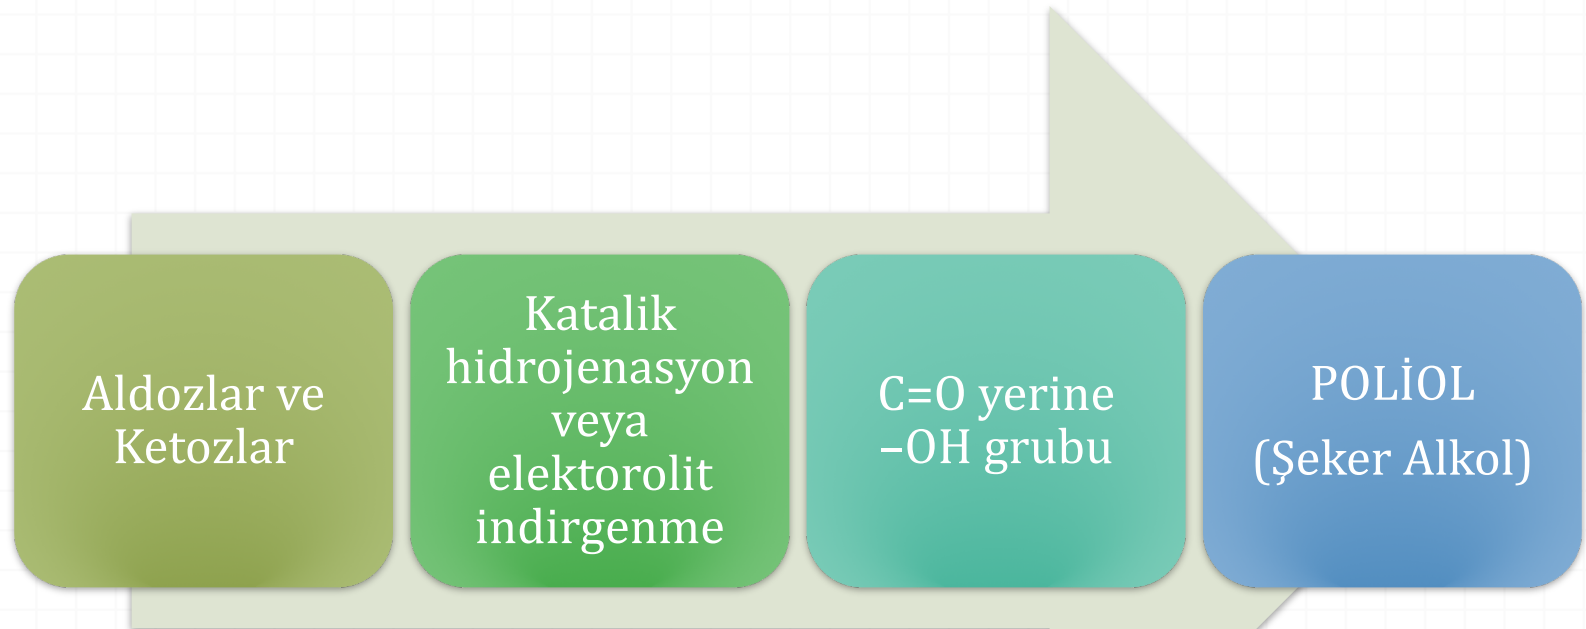 Aldozlar ve
Ketozlar
Katalik
hidrojenasyon
veya
elektorolit
indirgenme
C=O yerine
–OH grubu
POLİOL
(Şeker Alkol)